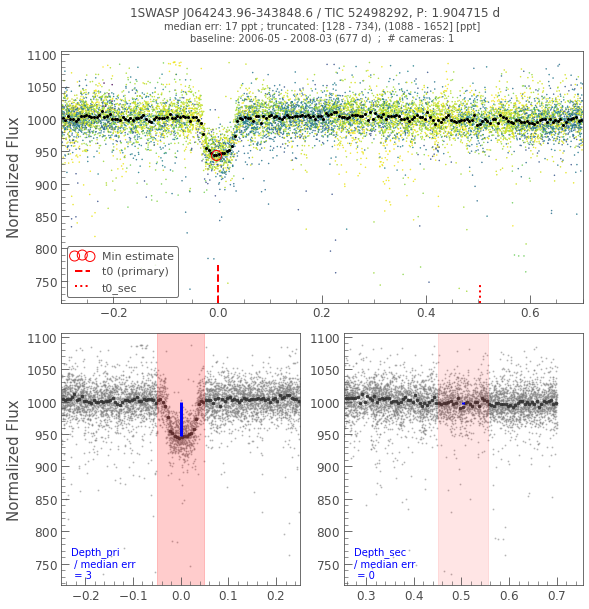 1SWASP J064243.96-343848.6 / TIC 52498292, P: 1.904715 d
median err: 17 ppt ; truncated: [128 - 734), (1088 - 1652] [ppt]
baseline: 2006-05 - 2008-03 (677 d)  ;  # cameras: 1
Normalized Flux
1100
1050
1000
950
900
850
800
750
Min estimate
t0 (primary)
t0_sec
−0.2 0.0 0.2 0.4 0.6
Normalized Flux
1100
1050
1000
950
900
850
800
750
Depth_pri
/ median err
= 3
−0.2 −0.1 0.0 0.1 0.2
1100
1050
1000
950
900
850
800
750
Depth_sec
/ median err
= 0
0.3 0.4 0.5 0.6 0.7